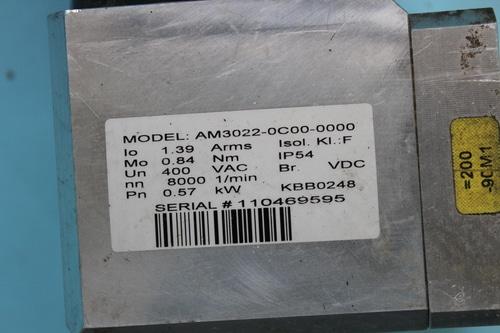 MODEL: AM3022-0C00-0000
Io 1.39 Arms Isol. Kl.:F
Mo 0.84 Nm IP54
Un 400 VAC Br. VDC
nn 8000 1/min
Pn 0.57 kW KBB0248
SERIAL # 110469595
=200
-9CM1